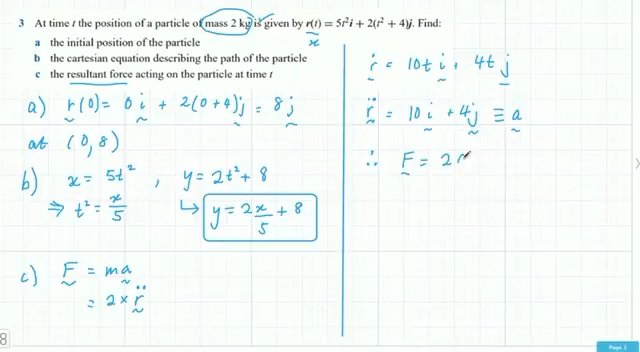 3 At time t the position of a particle of mass 2 kg is given by r(t) = 5t²i + 2(t² + 4)j. Find:
x
a the initial position of the particle
b the cartesian equation describing the path of the particle
c the resultant force acting on the particle at time t
a) r(0) = 0i + 2(0+4)j = 8j
at (0, 8)
b) x = 5t² , y = 2t² + 8
⇒ t² = x/5
↳ y = 2x/5 + 8
c) F = ma
= 2 × r̈
ṙ = 10t i + 4t j
r̈ = 10 i + 4 j ≡ a
∴ F = 2
8
Page 3